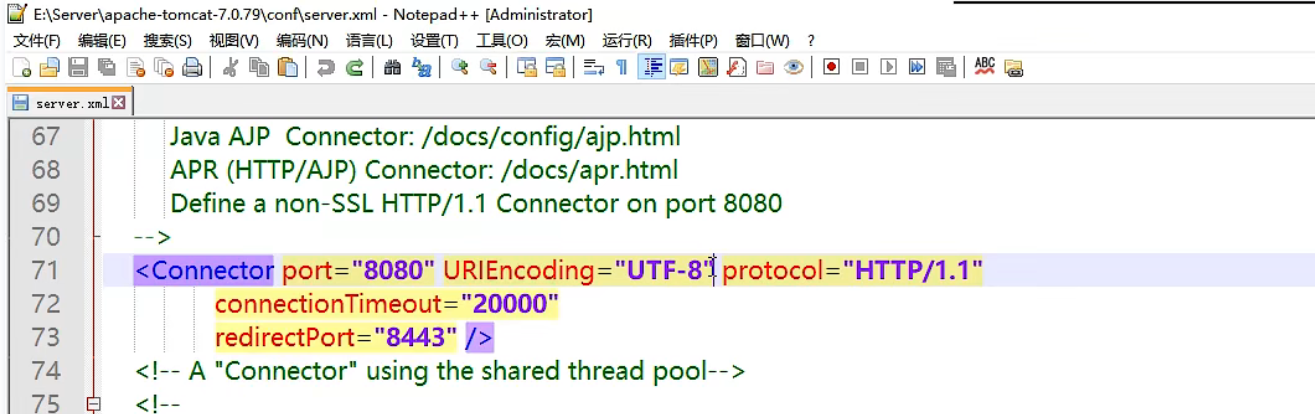 E:\Server\apache-tomcat-7.0.79\conf\server.xml - Notepad++ [Administrator]
文件(F) 编辑(E) 搜索(S) 视图(V) 编码(N) 语言(L) 设置(T) 工具(O) 宏(M) 运行(R) 插件(P) 窗口(W) ?
ABC
server.xml
67 Java AJP  Connector: /docs/config/ajp.html
68 APR (HTTP/AJP) Connector: /docs/apr.html
69 Define a non-SSL HTTP/1.1 Connector on port 8080
70 -->
71 <Connector port="8080" URIEncoding="UTF-8" protocol="HTTP/1.1"
72 connectionTimeout="20000"
73 redirectPort="8443" />
74 <!-- A "Connector" using the shared thread pool-->
75 <!--